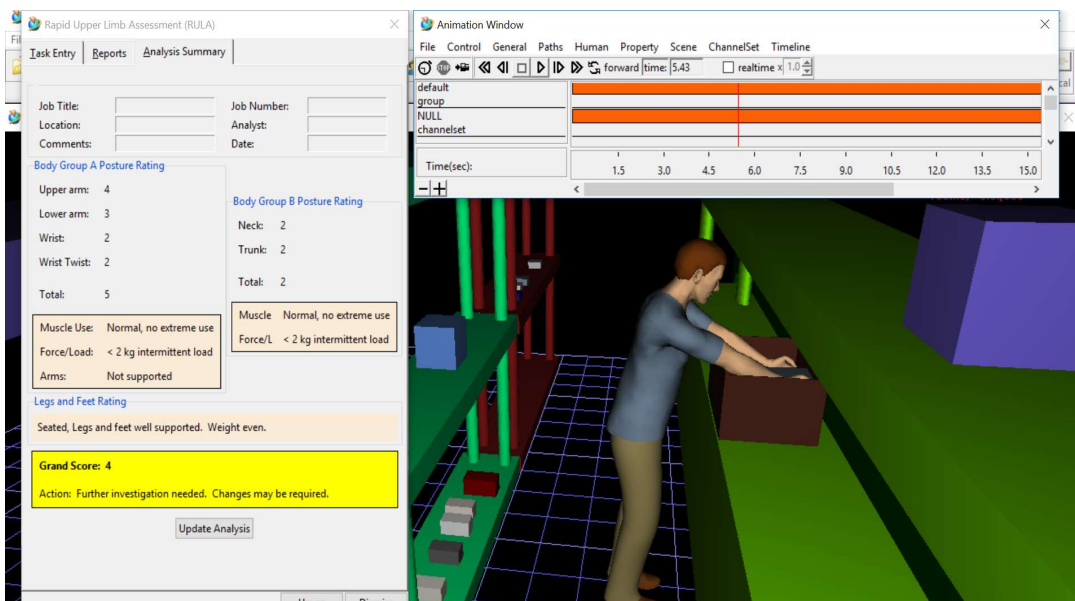 Rapid Upper Limb Assessment (RULA)
Task Entry Reports Analysis Summary
Job Title: Job Number:
Location: Analyst:
Comments: Date:
Body Group A Posture Rating
Upper arm: 4
Lower arm: 3
Wrist: 2
Wrist Twist: 2
Total: 5
Muscle Use: Normal, no extreme use
Force/Load: < 2 kg intermittent load
Arms: Not supported
Body Group B Posture Rating
Neck: 2
Trunk: 2
Total: 2
Muscle Normal, no extreme use
Force/L < 2 kg intermittent load
Legs and Feet Rating
Seated, Legs and feet well supported. Weight even.
Grand Score: 4
Action: Further investigation needed. Changes may be required.
Update Analysis
Animation Window
File Control General Paths Human Property Scene ChannelSet Timeline
STOP forward time: 5.43 realtime x 1.0
default
group
NULL
channelset
Time(sec): 1.5 3.0 4.5 6.0 7.5 9.0 10.5 12.0 13.5 15.0